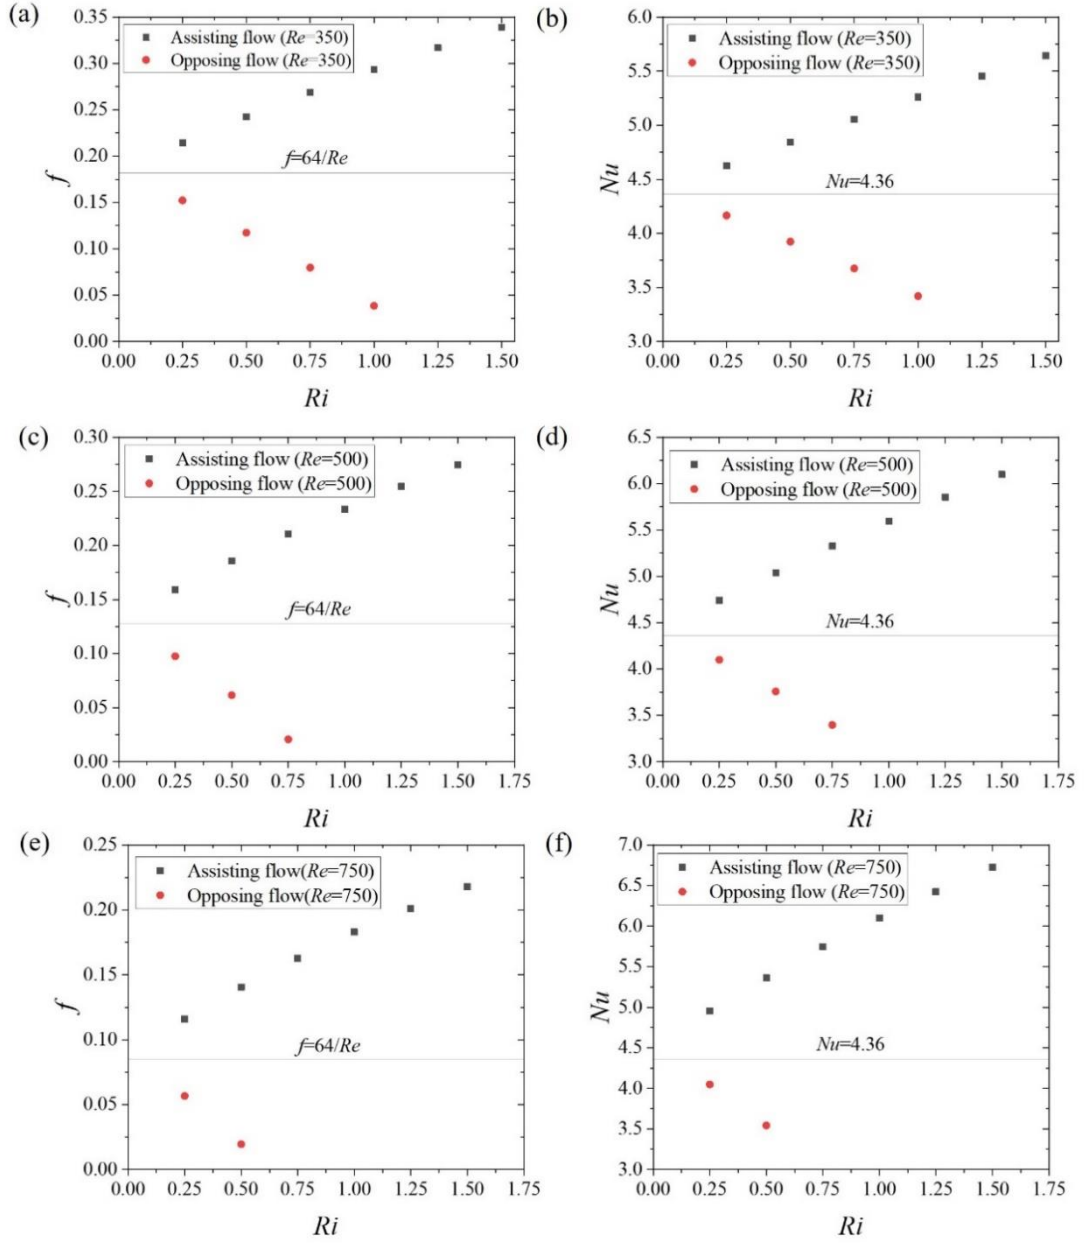 (a)
0.35
0.30
0.25
0.20
0.15
0.10
0.05
0.00
f
Assisting flow (Re=350)
Opposing flow (Re=350)
f=64/Re
0.00 0.25 0.50 0.75 1.00 1.25 1.50
Ri
(b)
6.0
5.5
5.0
4.5
4.0
3.5
3.0
Nu
Assisting flow (Re=350)
Opposiing flow (Re=350)
Nu=4.36
0.00 0.25 0.50 0.75 1.00 1.25 1.50
Ri
(c)
0.30
0.25
0.20
0.15
0.10
0.05
0.00
f
Assisting flow (Re=500)
Opposing flow (Re=500)
f=64/Re
0.00 0.25 0.50 0.75 1.00 1.25 1.50 1.75
Ri
(d)
6.5
6.0
5.5
5.0
4.5
4.0
3.5
3.0
Nu
Assisting flow (Re=500)
Opposing flow (Re=500)
Nu=4.36
0.00 0.25 0.50 0.75 1.00 1.25 1.50 1.75
Ri
(e)
0.25
0.20
0.15
0.10
0.05
0.00
f
Assisting flow(Re=750)
Opposing flow(Re=750)
f=64/Re
0.00 0.25 0.50 0.75 1.00 1.25 1.50 1.75
Ri
(f)
7.0
6.5
6.0
5.5
5.0
4.5
4.0
3.5
3.0
Nu
Assisting flow (Re=750)
Opposing flow (Re=750)
Nu=4.36
0.00 0.25 0.50 0.75 1.00 1.25 1.50 1.75
Ri